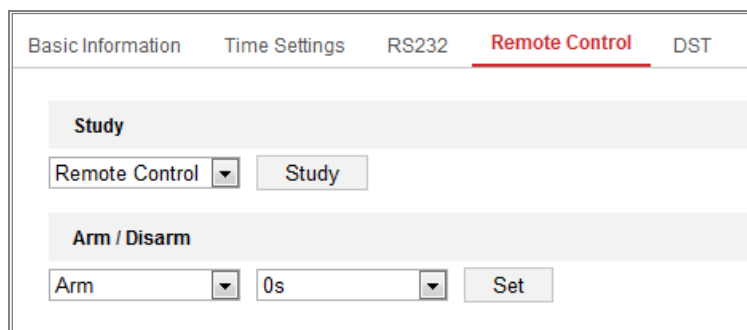 Basic Information Time Settings RS232 Remote Control DST
Study
Remote Control Study
Arm / Disarm
Arm 0s Set